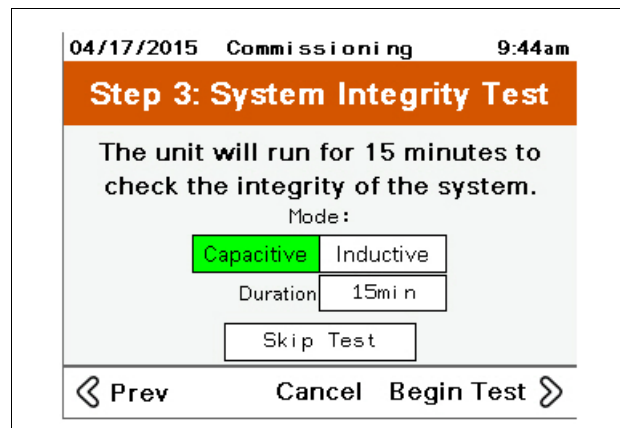 04/17/2015 Commissioning 9:44am
Step 3: System Integrity Test
The unit will run for 15 minutes to
check the integrity of the system.
Mode:
Capacitive Inductive
Duration 15min
Skip Test
Prev Cancel Begin Test